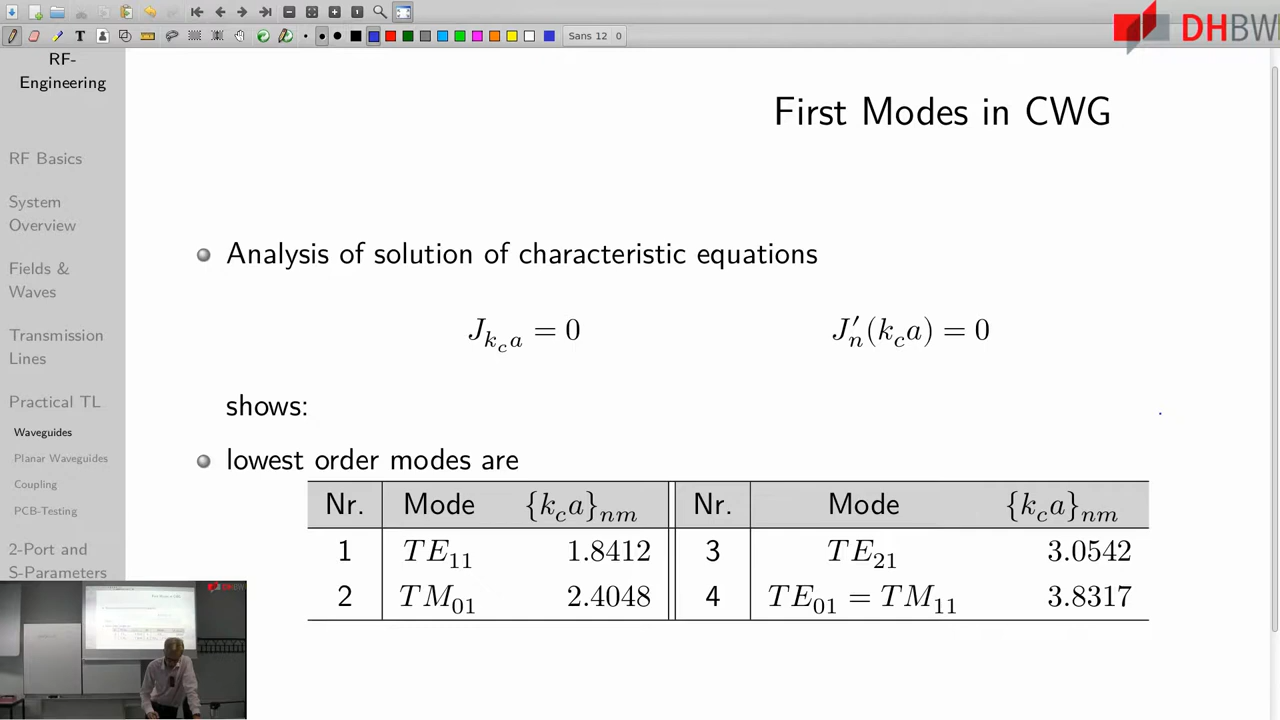 Sans 12 0
DHBW
RF-
Engineering
RF Basics
System
Overview
Fields &
Waves
Transmission
Lines
Practical TL
Waveguides
Planar Waveguides
Coupling
PCB-Testing
2-Port and
S-Parameters
First Modes in CWG
Analysis of solution of characteristic equations
J_{k_c a} = 0 J'_n(k_c a) = 0
shows:
lowest order modes are
Nr. Mode {k_c a}_{nm} Nr. Mode {k_c a}_{nm}
1 TE_{11} 1.8412 3 TE_{21} 3.0542
2 TM_{01} 2.4048 4 TE_{01} = TM_{11} 3.8317